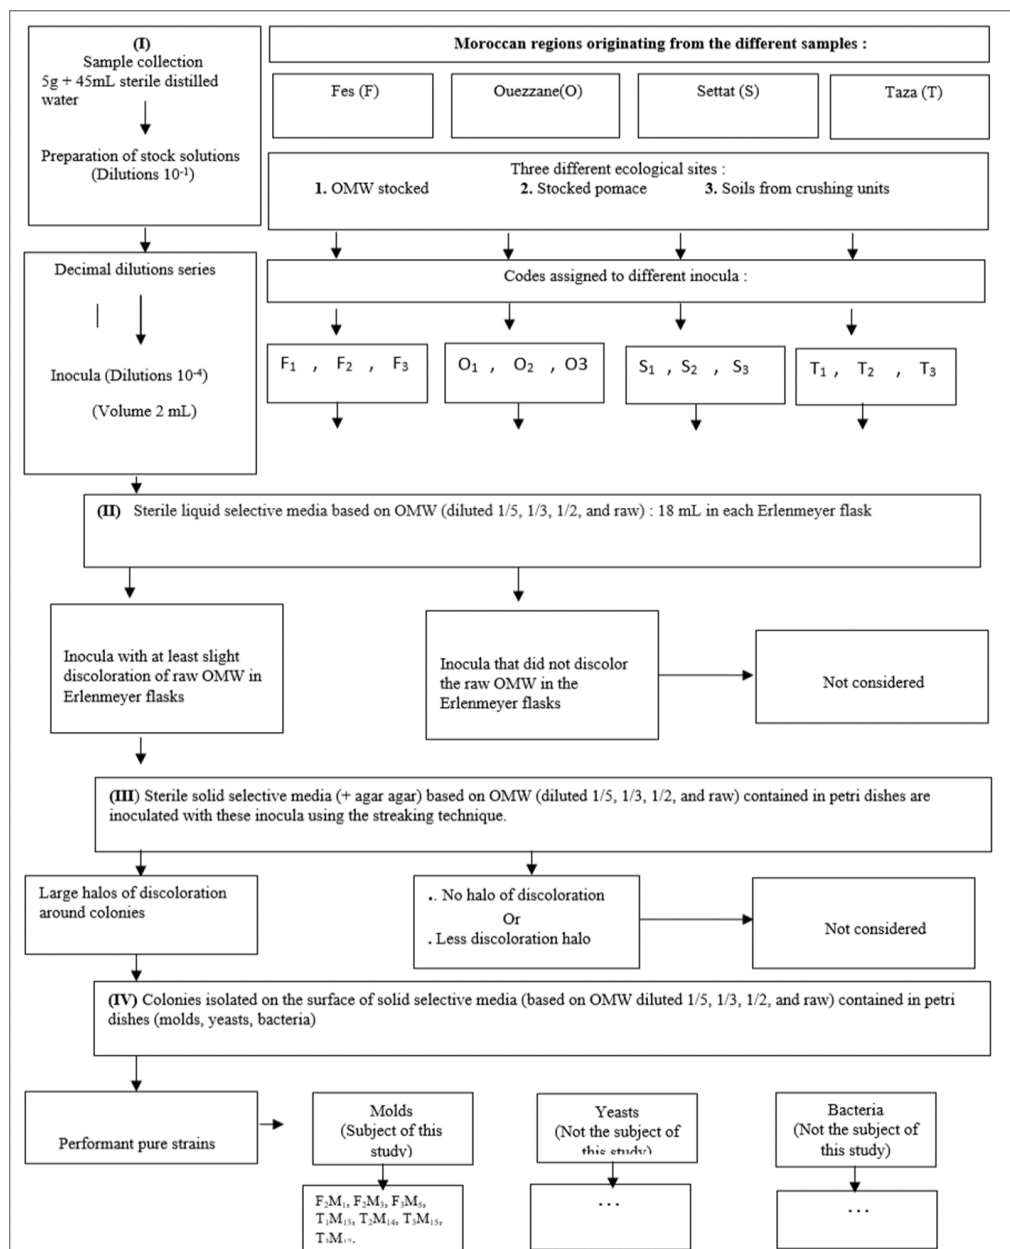 (I)
Sample collection
5g + 45mL sterile distilled
water
Preparation of stock solutions
(Dilutions 10⁻¹)
Moroccan regions originating from the different samples :
Fes (F)
Ouezzane(O)
Settat (S)
Taza (T)
Three different ecological sites :
1. OMW stocked 2. Stocked pomace 3. Soils from crushing units
Decimal dilutions series
Inocula (Dilutions 10⁻⁴)
(Volume 2 mL)
Codes assigned to different inocula :
F₁ , F₂ , F₃
O₁ , O₂ , O3
S₁ , S₂ , S₃
T₁ , T₂ , T₃
(II) Sterile liquid selective media based on OMW (diluted 1/5, 1/3, 1/2, and raw) : 18 mL in each Erlenmeyer flask
Inocula with at least slight
discoloration of raw OMW in
Erlenmeyer flasks
Inocula that did not discolor
the raw OMW in the
Erlenmeyer flasks
Not considered
(III) Sterile solid selective media (+ agar agar) based on OMW (diluted 1/5, 1/3, 1/2, and raw) contained in petri dishes are
inoculated with these inocula using the streaking technique.
Large halos of discoloration
around colonies
.. No halo of discoloration
Or
. Less discoloration halo
Not considered
(IV) Colonies isolated on the surface of solid selective media (based on OMW diluted 1/5, 1/3, 1/2, and raw) contained in petri
dishes (molds, yeasts, bacteria)
Performant pure strains
Molds
(Subject of this
study)
Yeasts
(Not the subject of
this study)
Bacteria
(Not the subject of
this study)
F₂M₁, F₂M₃, F₃M₅,
T₁M₁₃, T₂M₁₄, T₃M₁₅,
...
...